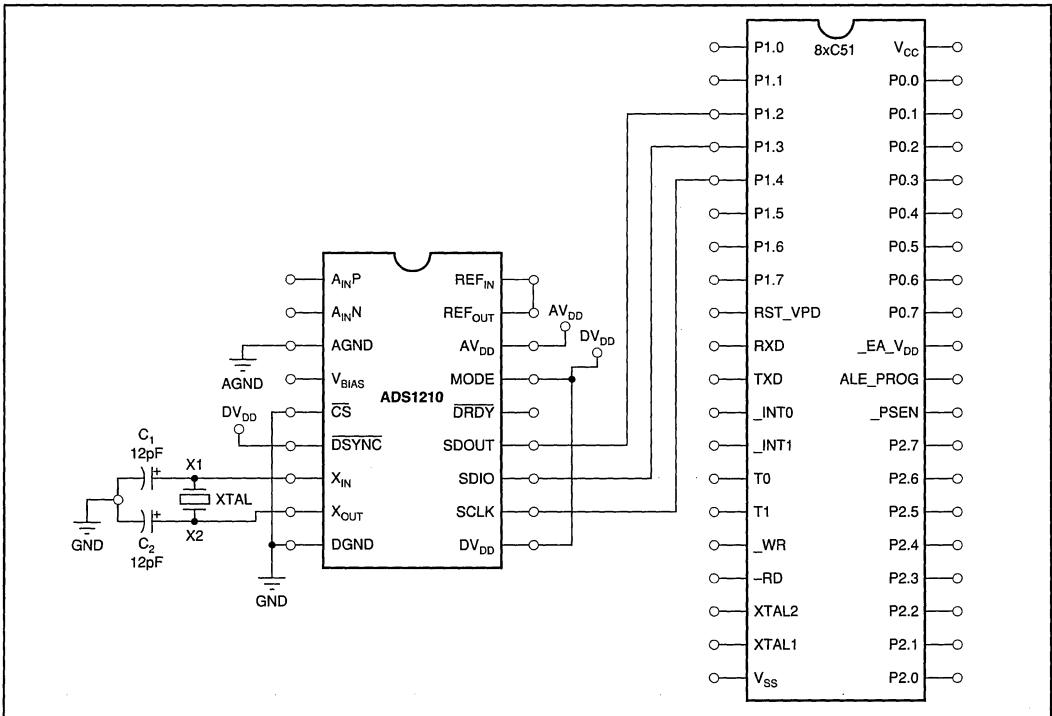 8xC51
P1.0
P1.1
P1.2
P1.3
P1.4
P1.5
P1.6
P1.7
RST_VPD
RXD
TXD
_INT0
_INT1
T0
T1
_WR
–RD
XTAL2
XTAL1
VSS
VCC
P0.0
P0.1
P0.2
P0.3
P0.4
P0.5
P0.6
P0.7
_EA_VDD
ALE_PROG
_PSEN
P2.7
P2.6
P2.5
P2.4
P2.3
P2.2
P2.1
P2.0
ADS1210
AINP
AINN
AGND
VBIAS
CS
DSYNC
XIN
XOUT
DGND
REFIN
REFOUT
AVDD
MODE
DRDY
SDOUT
SDIO
SCLK
DVDD
AVDD
DVDD
AGND
DVDD
C1
12pF
+
X1
XTAL
X2
+
C2
12pF
GND
GND